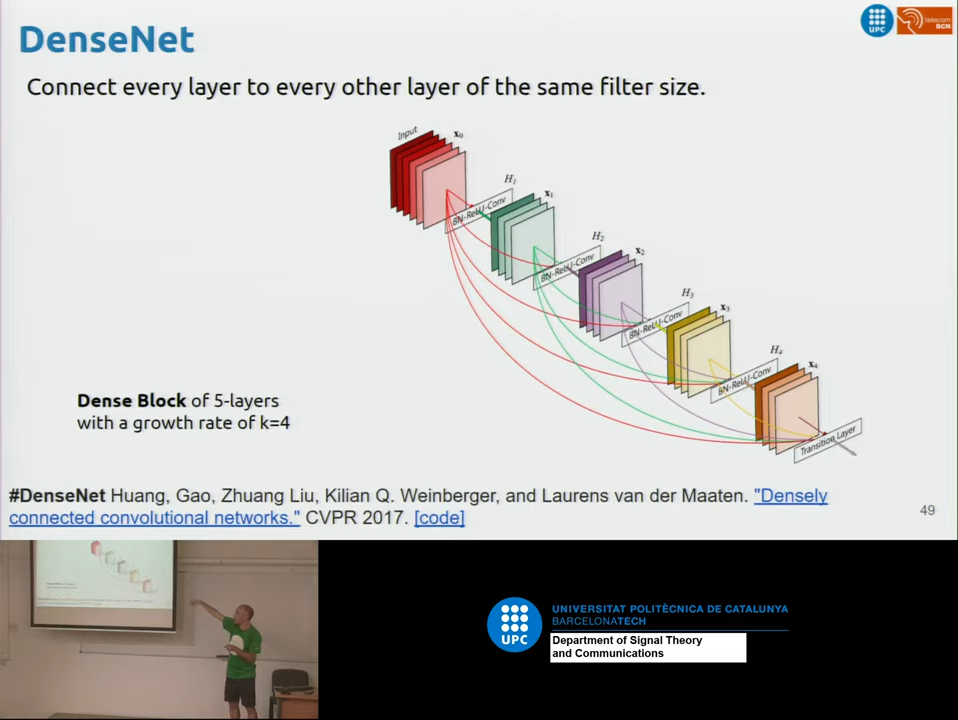 DenseNet
UPC
telecom
BCN
Connect every layer to every other layer of the same filter size.
Input
x0
H1
BN-ReLU-Conv
x1
H2
BN-ReLU-Conv
x2
H3
BN-ReLU-Conv
x3
H4
BN-ReLU-Conv
x4
Transition Layer
Dense Block of 5-layers
with a growth rate of k=4
#DenseNet Huang, Gao, Zhuang Liu, Kilian Q. Weinberger, and Laurens van der Maaten. "Densely
connected convolutional networks." CVPR 2017. [code]
49
UPC
UNIVERSITAT POLITÈCNICA DE CATALUNYA
BARCELONATECH
Department of Signal Theory
and Communications